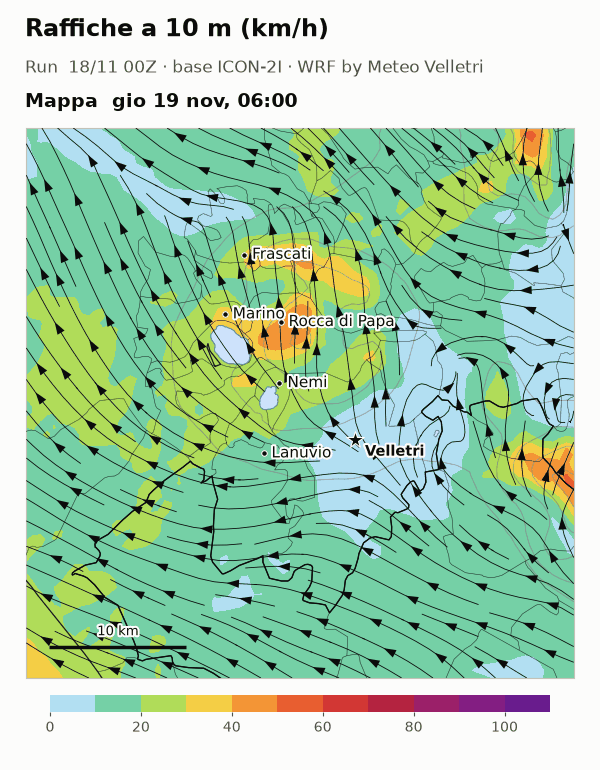 Raffiche a 10 m (km/h)
Run  18/11 00Z · base ICON-2I · WRF by Meteo Velletri
Mappa  gio 19 nov, 06:00
Frascati
Marino
Rocca di Papa
Nemi
Velletri
Lanuvio
10 km
0 20 40 60 80 100